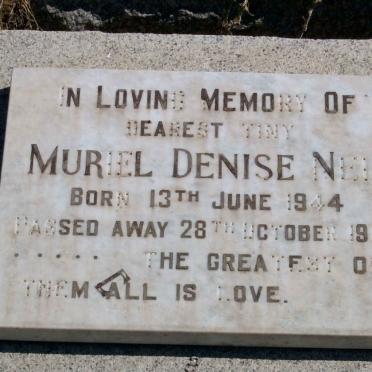 IN LOVING MEMORY OF
DEAREST TINY
MURIEL DENISE
BORN 13TH JUNE 1944
PASSED AWAY 28TH OCTOBER
...... THE GREATEST
THEM ALL IS LOVE.